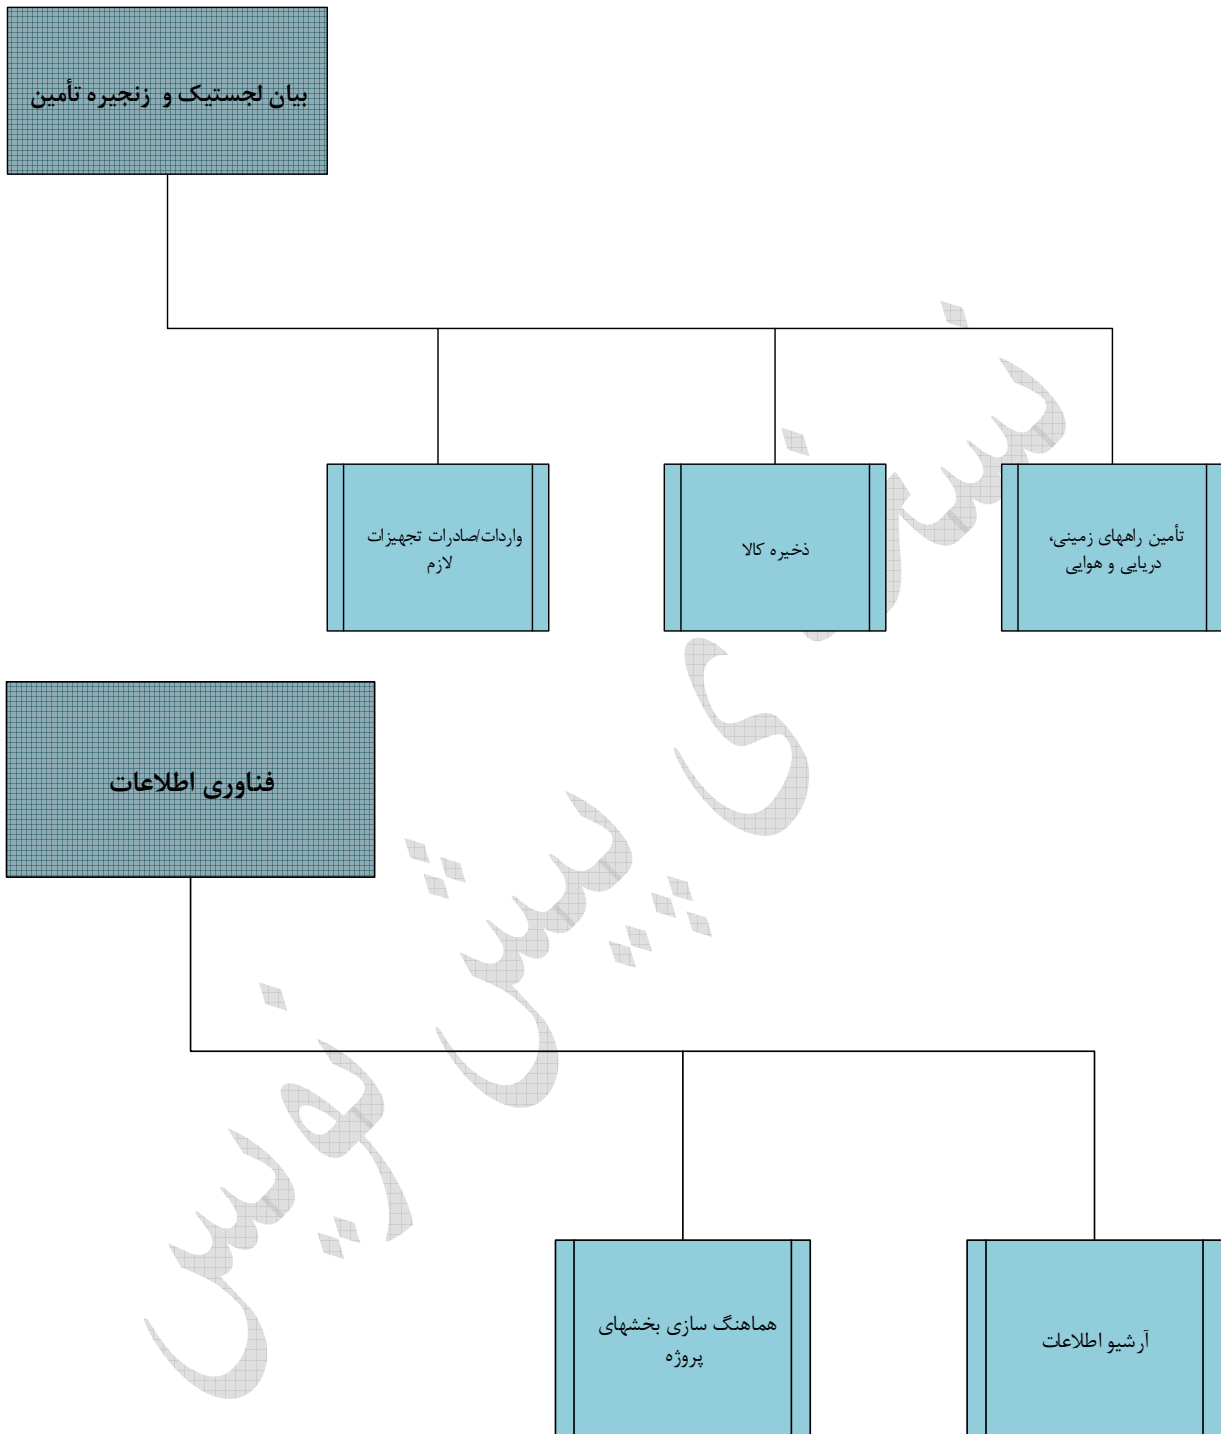 بیان لجستیک و زنجیره تأمین
تأمین راههای زمینی،
دریایی و هوایی
ذخیره کالا
واردات/صادرات تجهیزات
لازم
فناوری اطلاعات
آرشیو اطلاعات
هماهنگ سازی بخشهای
پروژه
نسخه ی پیش نویس